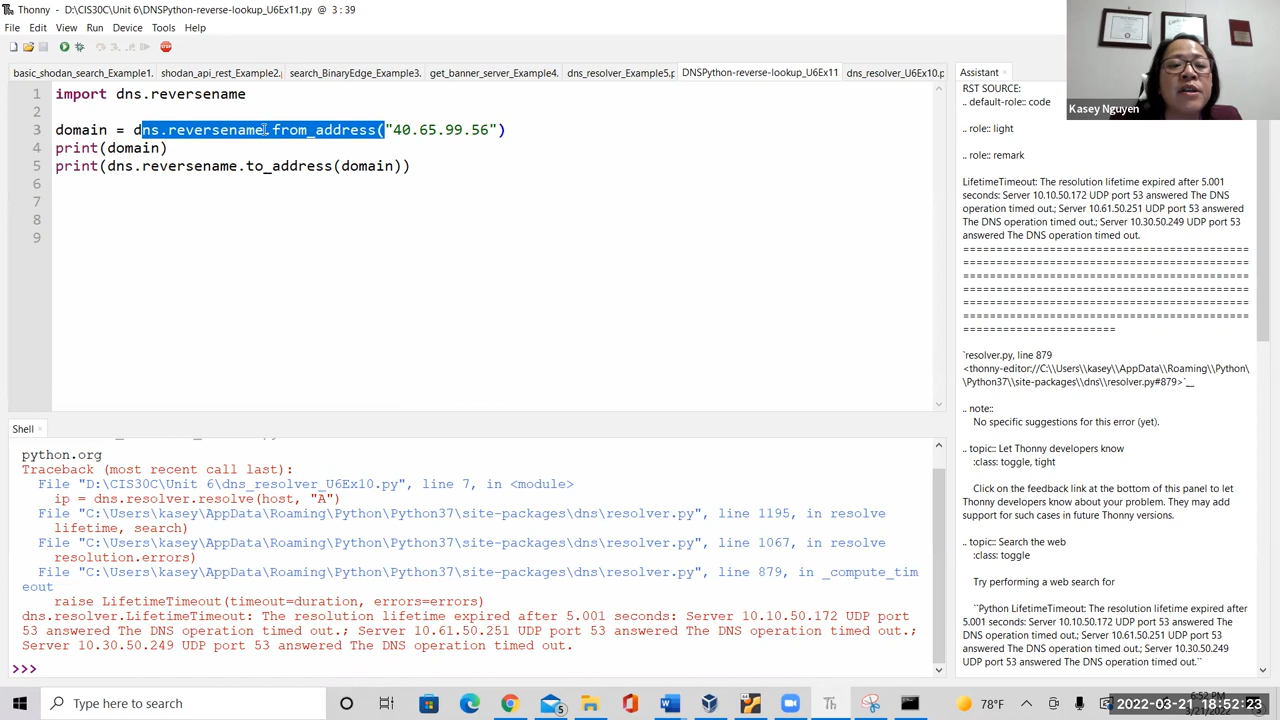 Thonny - D:\CIS30C\Unit 6\DNSPython-reverse-lookup_U6Ex11.py @ 3 : 39
File Edit View Run Device Tools Help
basic_shodan_search_Example1. shodan_api_rest_Example2.p search_BinaryEdge_Example3. get_banner_server_Example4. dns_resolver_Example5.p DNSPython-reverse-lookup_U6Ex11 dns_resolver_U6Ex10.p
1 import dns.reversename
2
3 domain = dns.reversename.from_address("40.65.99.56")
4 print(domain)
5 print(dns.reversename.to_address(domain))
6
7
8
9
Shell
python.org
Traceback (most recent call last):
File "D:\CIS30C\Unit 6\dns_resolver_U6Ex10.py", line 7, in <module>
ip = dns.resolver.resolve(host, "A")
File "C:\Users\kasey\AppData\Roaming\Python\Python37\site-packages\dns\resolver.py", line 1195, in resolve
lifetime, search)
File "C:\Users\kasey\AppData\Roaming\Python\Python37\site-packages\dns\resolver.py", line 1067, in resolve
resolution.errors)
File "C:\Users\kasey\AppData\Roaming\Python\Python37\site-packages\dns\resolver.py", line 879, in _compute_tim
eout
raise LifetimeTimeout(timeout=duration, errors=errors)
dns.resolver.LifetimeTimeout: The resolution lifetime expired after 5.001 seconds: Server 10.10.50.172 UDP port
53 answered The DNS operation timed out.; Server 10.61.50.251 UDP port 53 answered The DNS operation timed out.;
Server 10.30.50.249 UDP port 53 answered The DNS operation timed out.
>>>
Kasey Nguyen
Assistant
RST SOURCE:
.. default-role:: code
.. role:: light
.. role:: remark
LifetimeTimeout: The resolution lifetime expired after 5.001
seconds: Server 10.10.50.172 UDP port 53 answered The DNS
operation timed out.; Server 10.61.50.251 UDP port 53 answered
The DNS operation timed out.; Server 10.30.50.249 UDP port 53
answered The DNS operation timed out.
===========================================
===========================================
===========================================
===========================================
===========================================
===========================================
=======================
`resolver.py, line 879
<thonny-editor://C:\\Users\\kasey\\AppData\\Roaming\\Python\
\Python37\\site-packages\\dns\\resolver.py#879>`__
.. note::
No specific suggestions for this error (yet).
.. topic:: Let Thonny developers know
:class: toggle, tight
Click on the feedback link at the bottom of this panel to let
Thonny developers know about your problem. They may add
support for such cases in future Thonny versions.
.. topic:: Search the web
:class: toggle
Try performing a web search for
``Python LifetimeTimeout: The resolution lifetime expired after
5.001 seconds: Server 10.10.50.172 UDP port 53 answered The
DNS operation timed out.; Server 10.61.50.251 UDP port 53
answered The DNS operation timed out.; Server 10.30.50.249
UDP port 53 answered The DNS operation timed out.``
Type here to search
5
78°F
6:52 PM
2022-03-21 18:52:23
3/21/2022